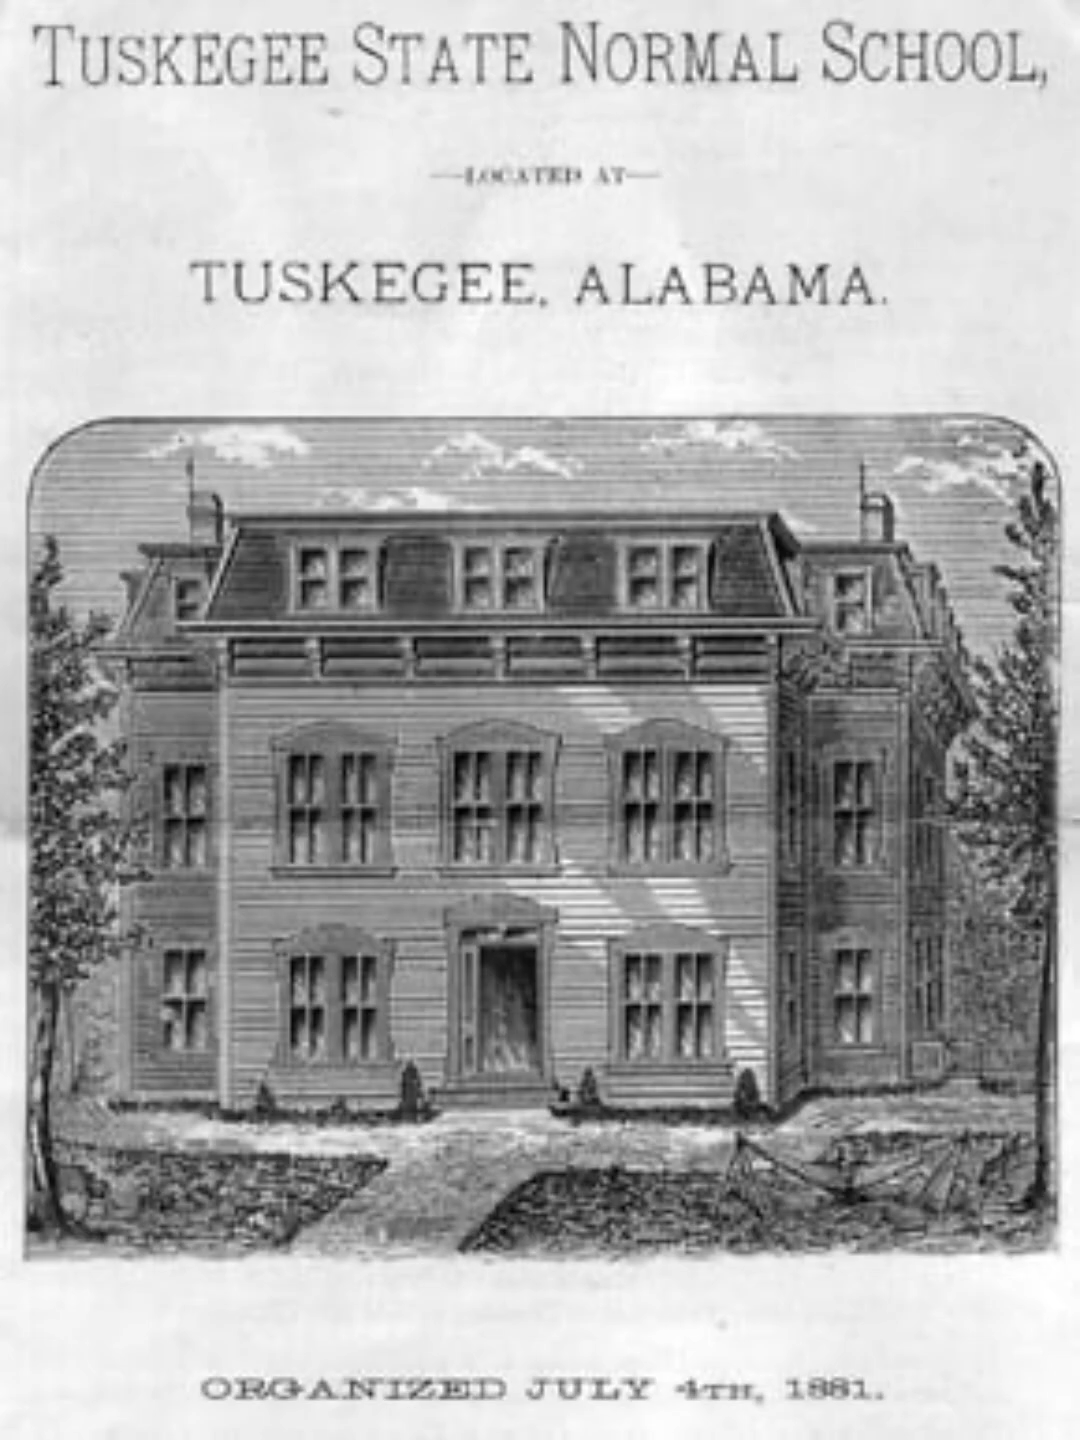 TUSKEGEE STATE NORMAL SCHOOL,
—LOCATED AT—
TUSKEGEE, ALABAMA.
ORGANIZED JULY 4TH, 1881.